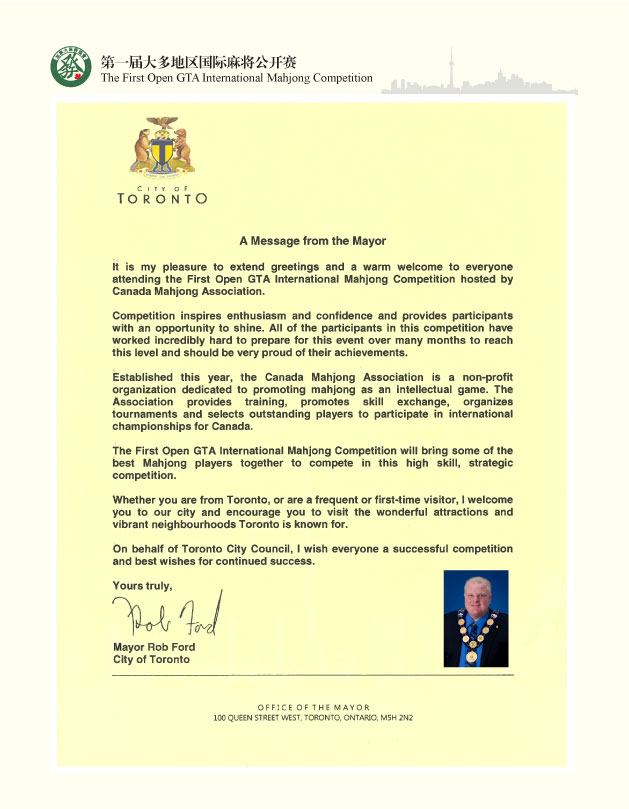 第一届大多地区国际麻将公开赛
The First Open GTA International Mahjong Competition
CITY OF
TORONTO
A Message from the Mayor
It is my pleasure to extend greetings and a warm welcome to everyone
attending the First Open GTA International Mahjong Competition hosted by
Canada Mahjong Association.
Competition inspires enthusiasm and confidence and provides participants
with an opportunity to shine. All of the participants in this competition have
worked incredibly hard to prepare for this event over many months to reach
this level and should be very proud of their achievements.
Established this year, the Canada Mahjong Association is a non-profit
organization dedicated to promoting mahjong as an intellectual game. The
Association provides training, promotes skill exchange, organizes
tournaments and selects outstanding players to participate in international
championships for Canada.
The First Open GTA International Mahjong Competition will bring some of the
best Mahjong players together to compete in this high skill, strategic
competition.
Whether you are from Toronto, or are a frequent or first-time visitor, I welcome
you to our city and encourage you to visit the wonderful attractions and
vibrant neighbourhoods Toronto is known for.
On behalf of Toronto City Council, I wish everyone a successful competition
and best wishes for continued success.
Yours truly,
Rob Ford
Mayor Rob Ford
City of Toronto
OFFICE OF THE MAYOR
100 QUEEN STREET WEST, TORONTO, ONTARIO, M5H 2N2